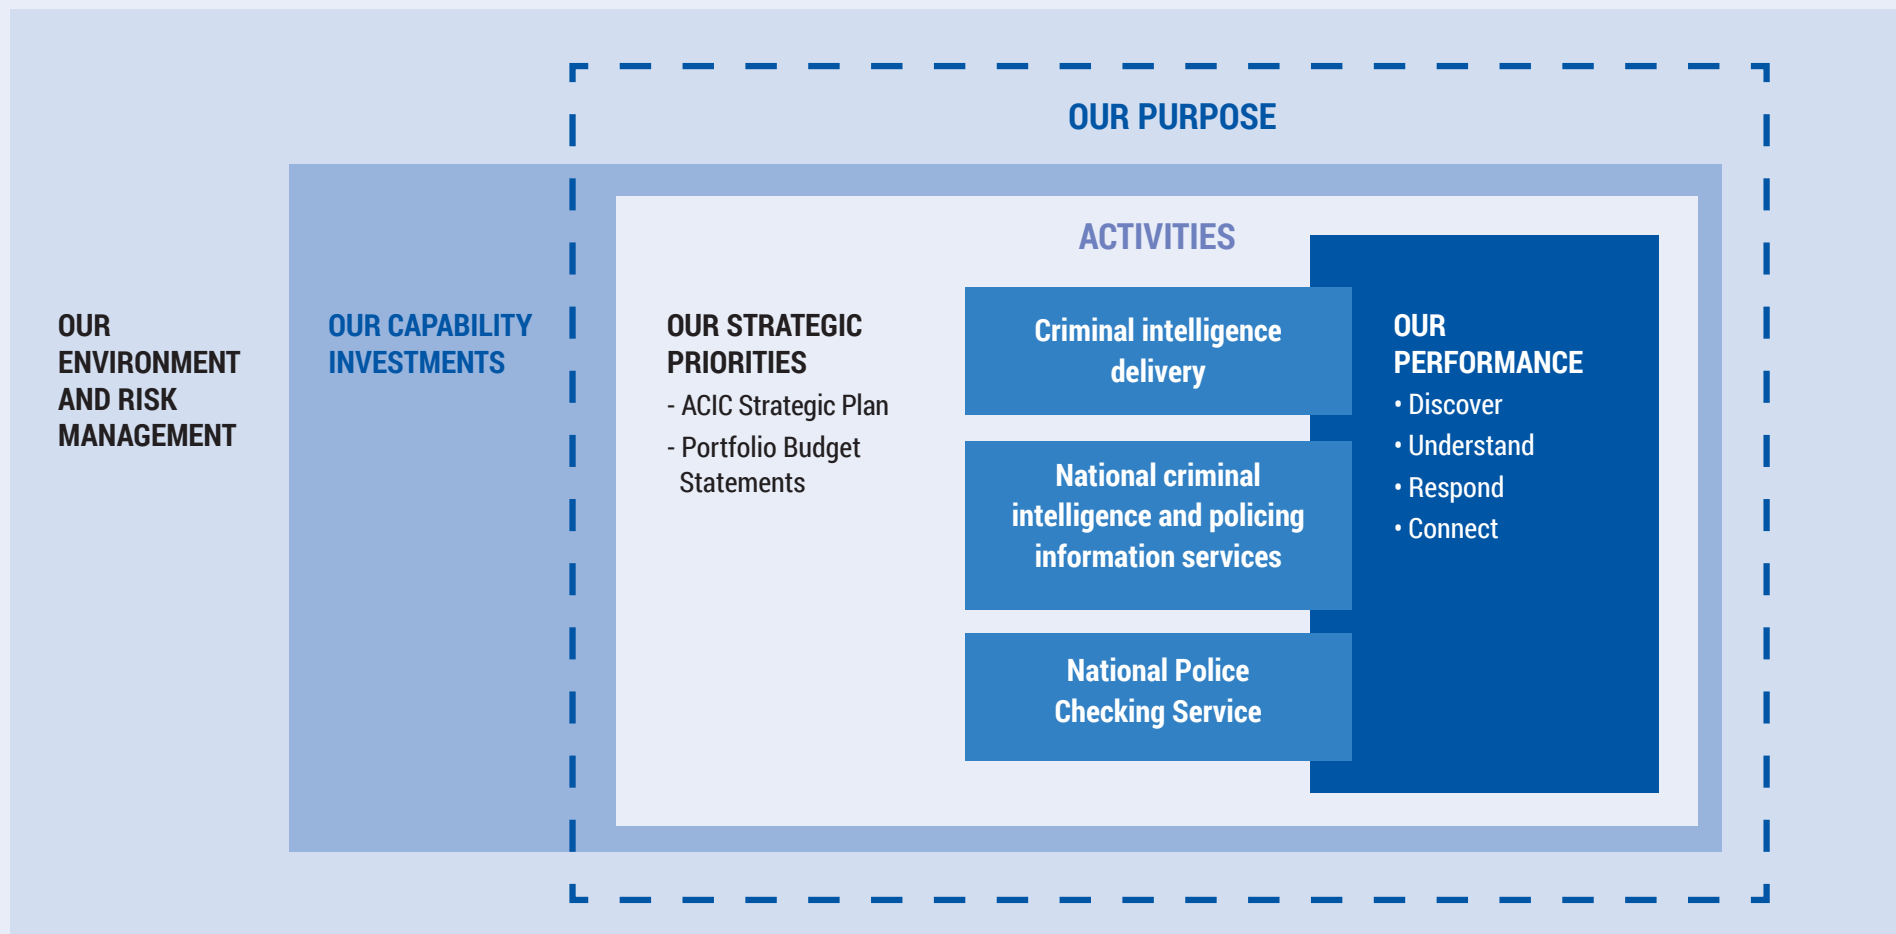 OUR PURPOSE
OUR
ENVIRONMENT
AND RISK
MANAGEMENT
OUR CAPABILITY
INVESTMENTS
OUR STRATEGIC
PRIORITIES
- ACIC Strategic Plan
- Portfolio Budget
Statements
ACTIVITIES
Criminal intelligence
delivery
National criminal
intelligence and policing
information services
National Police
Checking Service
OUR
PERFORMANCE
• Discover
• Understand
• Respond
• Connect